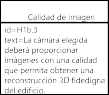 Calidad de imagen
id=H1b.3
text=La cámara elegida
deberá proporcionar
imágenes con una calidad
que permita obtener una
reconstrucción 3D fidedigna
del edificio.